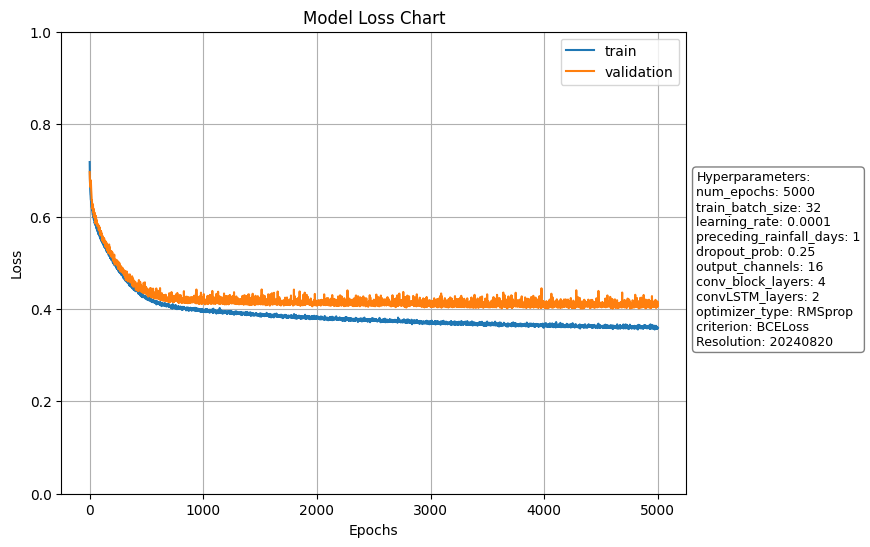 Model Loss Chart
1.0
0.8
0.6
0.4
0.2
0.0
Loss
0 1000 2000 3000 4000 5000
Epochs
train
validation
Hyperparameters:
num_epochs: 5000
train_batch_size: 32
learning_rate: 0.0001
preceding_rainfall_days: 1
dropout_prob: 0.25
output_channels: 16
conv_block_layers: 4
convLSTM_layers: 2
optimizer_type: RMSprop
criterion: BCELoss
Resolution: 20240820